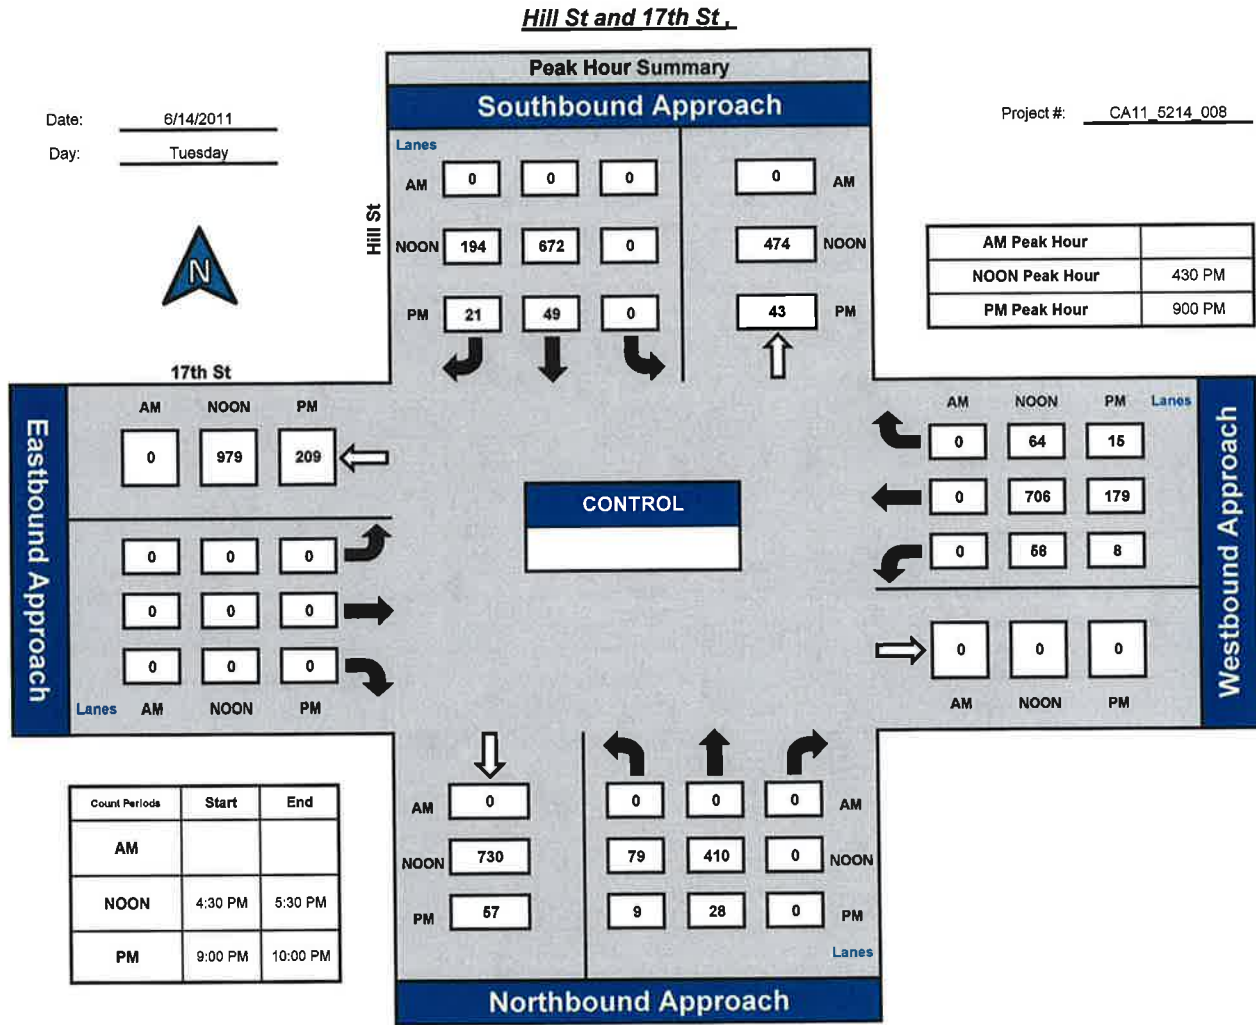 Hill St and 17th St ,
Peak Hour Summary
Southbound Approach
Date: 6/14/2011
Day: Tuesday
Project #: CA11_5214_008
N
Hill St
Lanes
AM 0 0 0 0 AM
NOON 194 672 0 474 NOON
PM 21 49 0 43 PM
AM Peak Hour
NOON Peak Hour 430 PM
PM Peak Hour 900 PM
17th St
Eastbound Approach
AM NOON PM
0 979 209
0 0 0
0 0 0
0 0 0
Lanes AM NOON PM
CONTROL
AM NOON PM Lanes
0 64 15
0 706 179
0 58 8
0 0 0
AM NOON PM
Westbound Approach
Count Periods Start End
AM
NOON 4:30 PM 5:30 PM
PM 9:00 PM 10:00 PM
AM 0 0 0 0 AM
NOON 730 79 410 0 NOON
PM 57 9 28 0 PM
Lanes
Northbound Approach